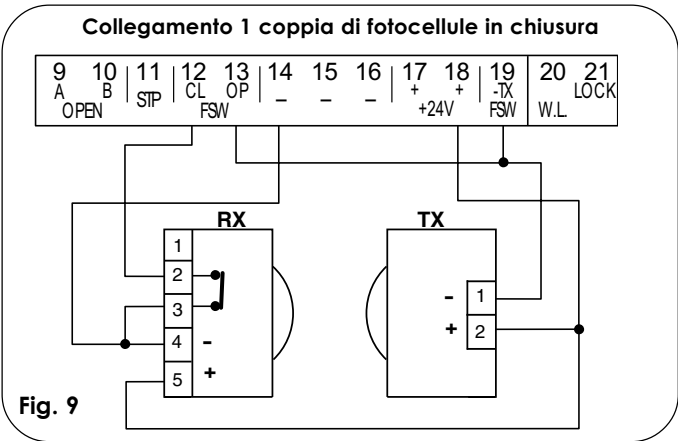 Collegamento 1 coppia di fotocellule in chiusura
9 10 11 12 13 14 15 16 17 18 19 20 21
A B STP CL OP - - - + + -TX LOCK
OPEN FSW +24V FSW W.L.
RX TX
1
2
3
4 -
5 +
- 1
+ 2
Fig. 9